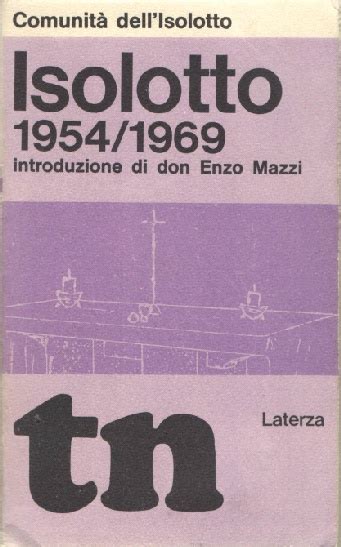 Comunità dell'Isolotto
Isolotto
1954/1969
introduzione di don Enzo Mazzi
Laterza
tn